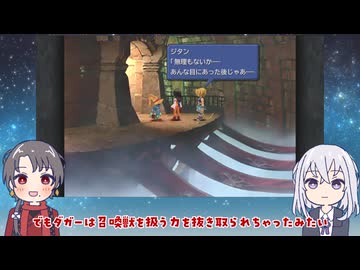 ジタン
「無理もないか──
あんな目にあった後じゃあ──
でもダガーは召喚獣を扱う力を抜き取られちゃったみたい